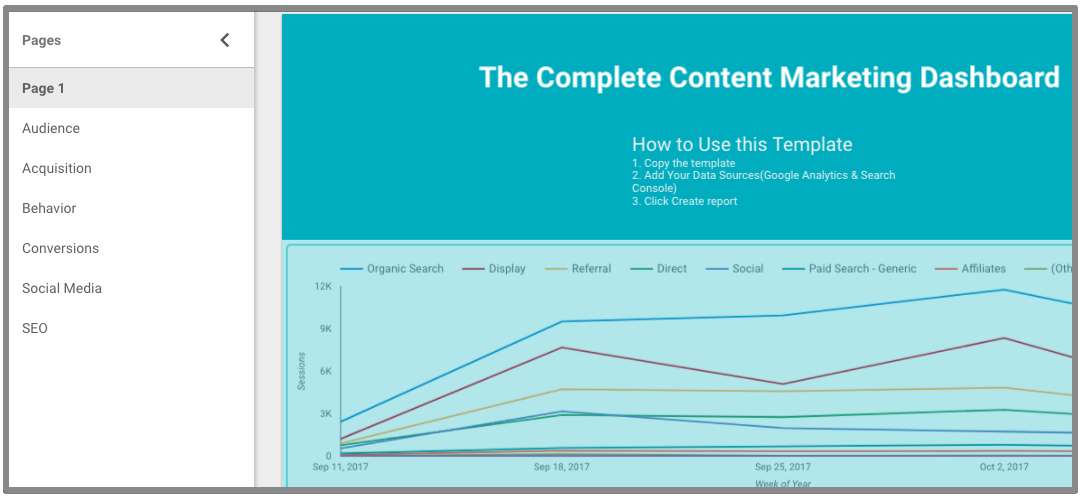 Pages
Page 1
Audience
Acquisition
Behavior
Conversions
Social Media
SEO
The Complete Content Marketing Dashboard
How to Use this Template
1. Copy the template
2. Add Your Data Sources(Google Analytics & Search
Console)
3. Click Create report
Organic Search Display Referral Direct Social Paid Search - Generic Affiliates (Oth
12K
9K
6K
3K
0
Sessions
Sep 11, 2017 Sep 18, 2017 Sep 25, 2017 Oct 2, 2017
Week of Year